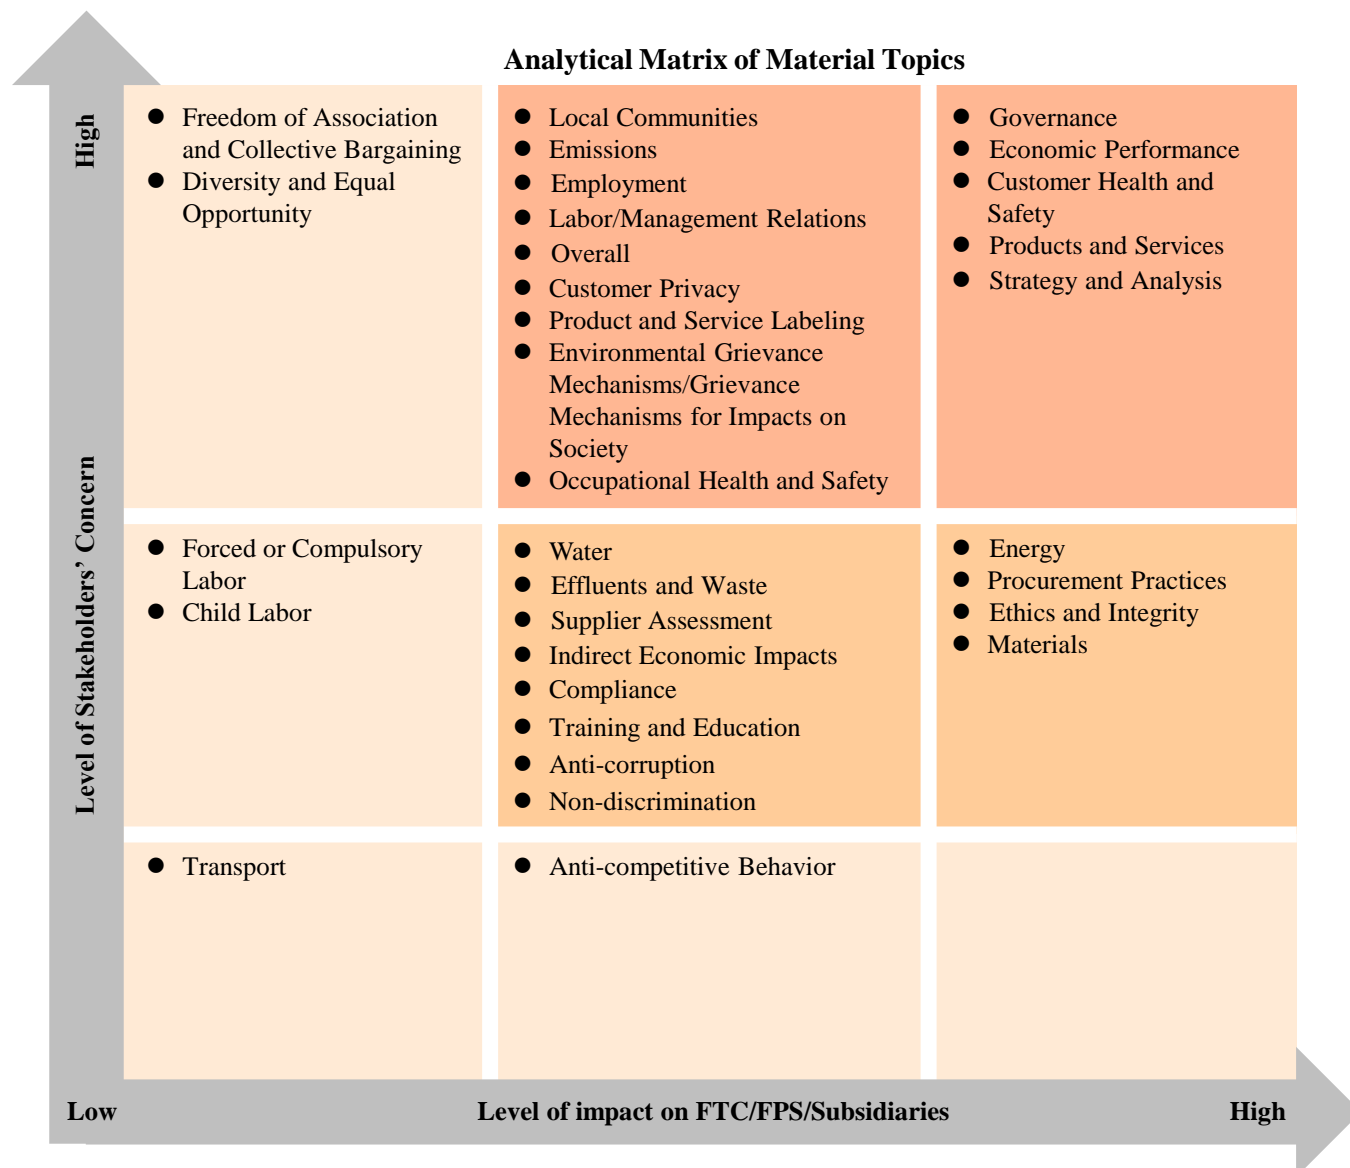 Analytical Matrix of Material Topics
High
Level of Stakeholders' Concern
● Freedom of Association
and Collective Bargaining
● Diversity and Equal
Opportunity
● Local Communities
● Emissions
● Employment
● Labor/Management Relations
● Overall
● Customer Privacy
● Product and Service Labeling
● Environmental Grievance
Mechanisms/Grievance
Mechanisms for Impacts on
Society
● Occupational Health and Safety
● Governance
● Economic Performance
● Customer Health and
Safety
● Products and Services
● Strategy and Analysis
● Forced or Compulsory
Labor
● Child Labor
● Water
● Effluents and Waste
● Supplier Assessment
● Indirect Economic Impacts
● Compliance
● Training and Education
● Anti-corruption
● Non-discrimination
● Energy
● Procurement Practices
● Ethics and Integrity
● Materials
● Transport
● Anti-competitive Behavior
Low
Level of impact on FTC/FPS/Subsidiaries
High